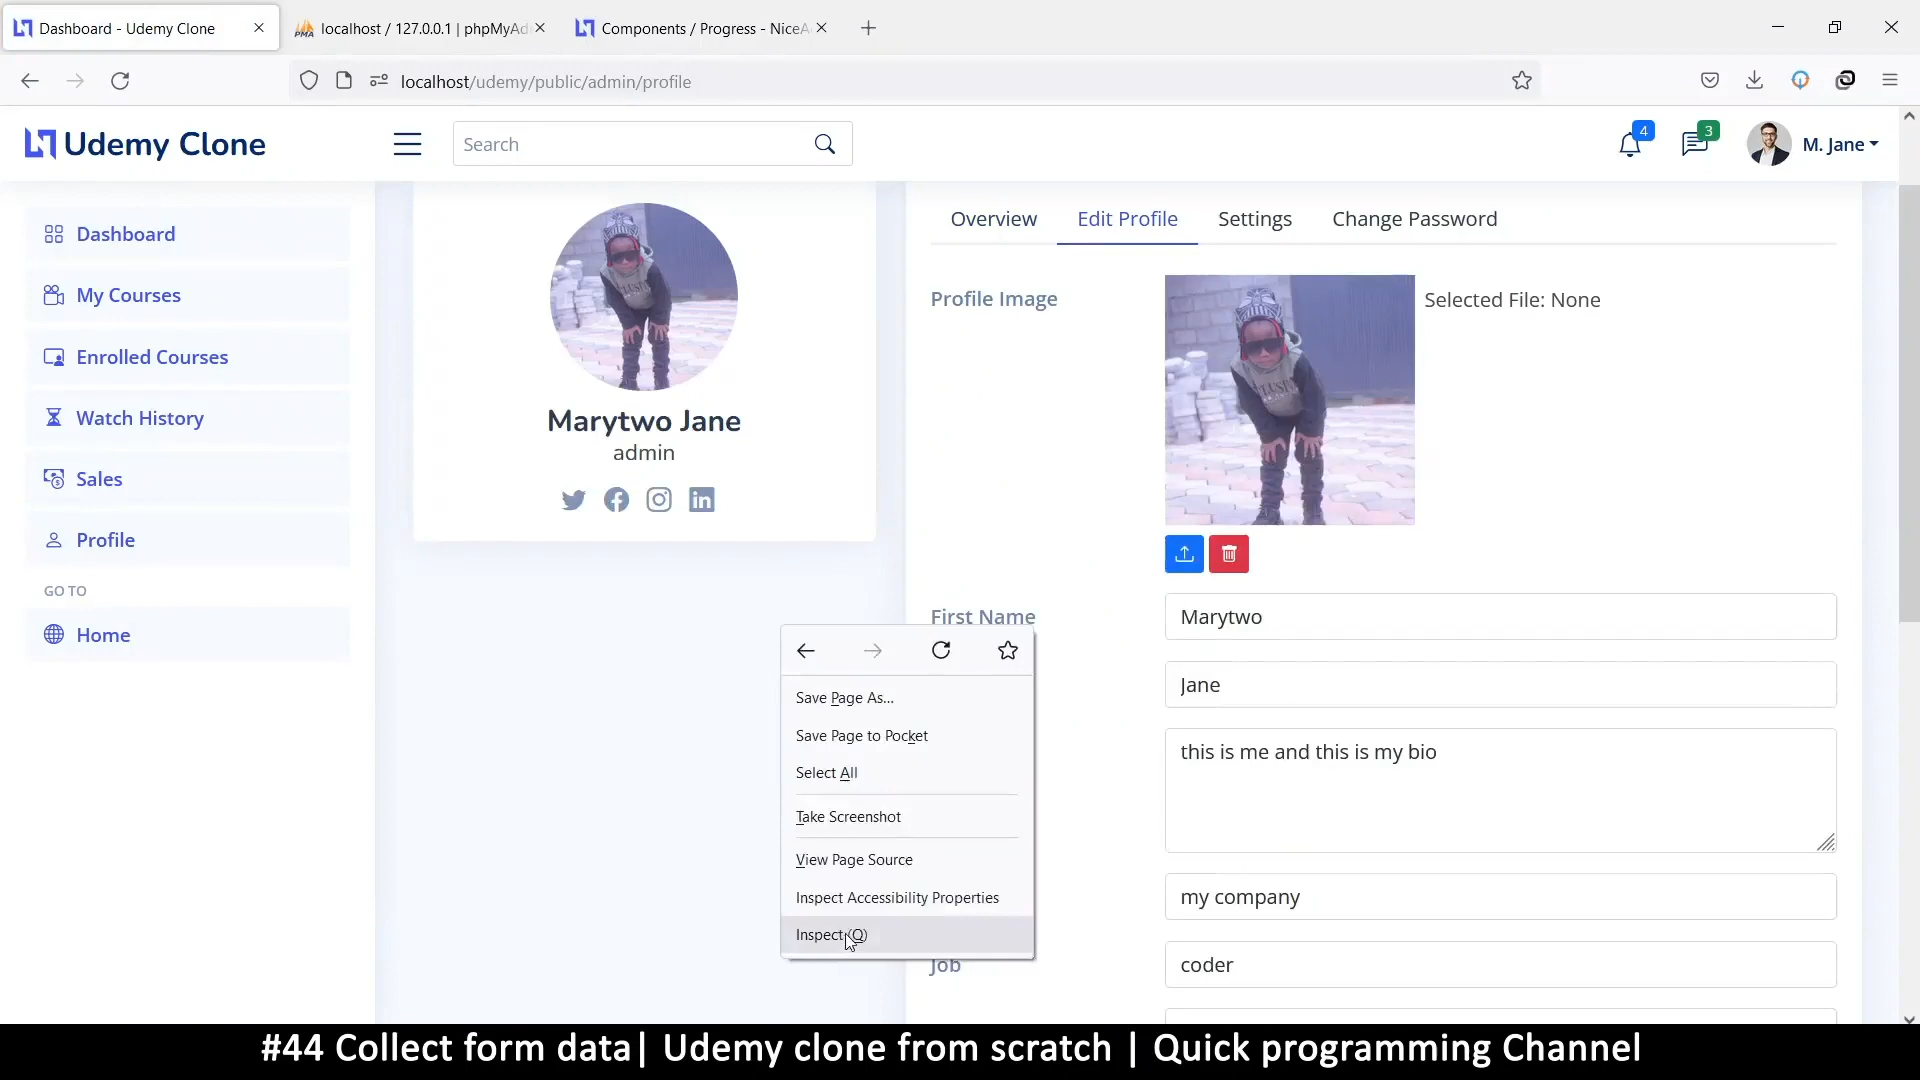 Dashboard - Udemy Clone
localhost / 127.0.0.1 | phpMyAd
Components / Progress - NiceA
localhost/udemy/public/admin/profile
Udemy Clone
Search
4
3
M. Jane
Dashboard
My Courses
Enrolled Courses
Watch History
Sales
Profile
GO TO
Home
Marytwo Jane
admin
Overview
Edit Profile
Settings
Change Password
Profile Image
Selected File: None
First Name
Marytwo
Jane
this is me and this is my bio
my company
Job
coder
Save Page As...
Save Page to Pocket
Select All
Take Screenshot
View Page Source
Inspect Accessibility Properties
Inspect (Q)
#44 Collect form data| Udemy clone from scratch | Quick programming Channel